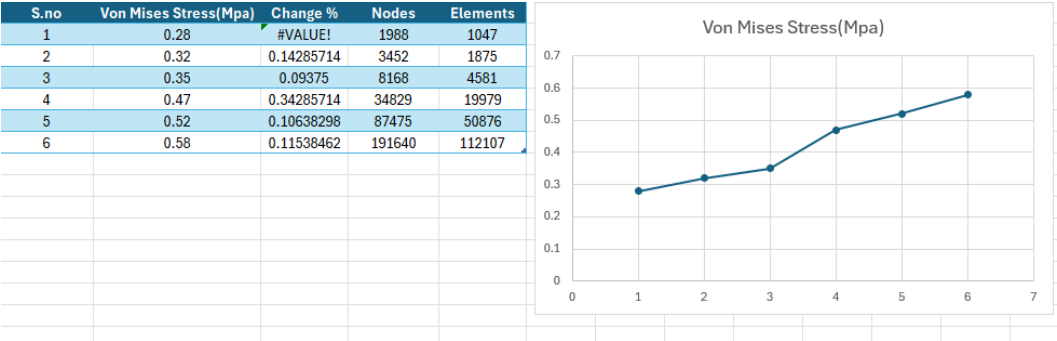 S.no Von Mises Stress(Mpa) Change % Nodes Elements
1 0.28 #VALUE! 1988 1047
2 0.32 0.14285714 3452 1875
3 0.35 0.09375 8168 4581
4 0.47 0.34285714 34829 19979
5 0.52 0.10638298 87475 50876
6 0.58 0.11538462 191640 112107
Von Mises Stress(Mpa)
0.7
0.6
0.5
0.4
0.3
0.2
0.1
0
0 1 2 3 4 5 6 7